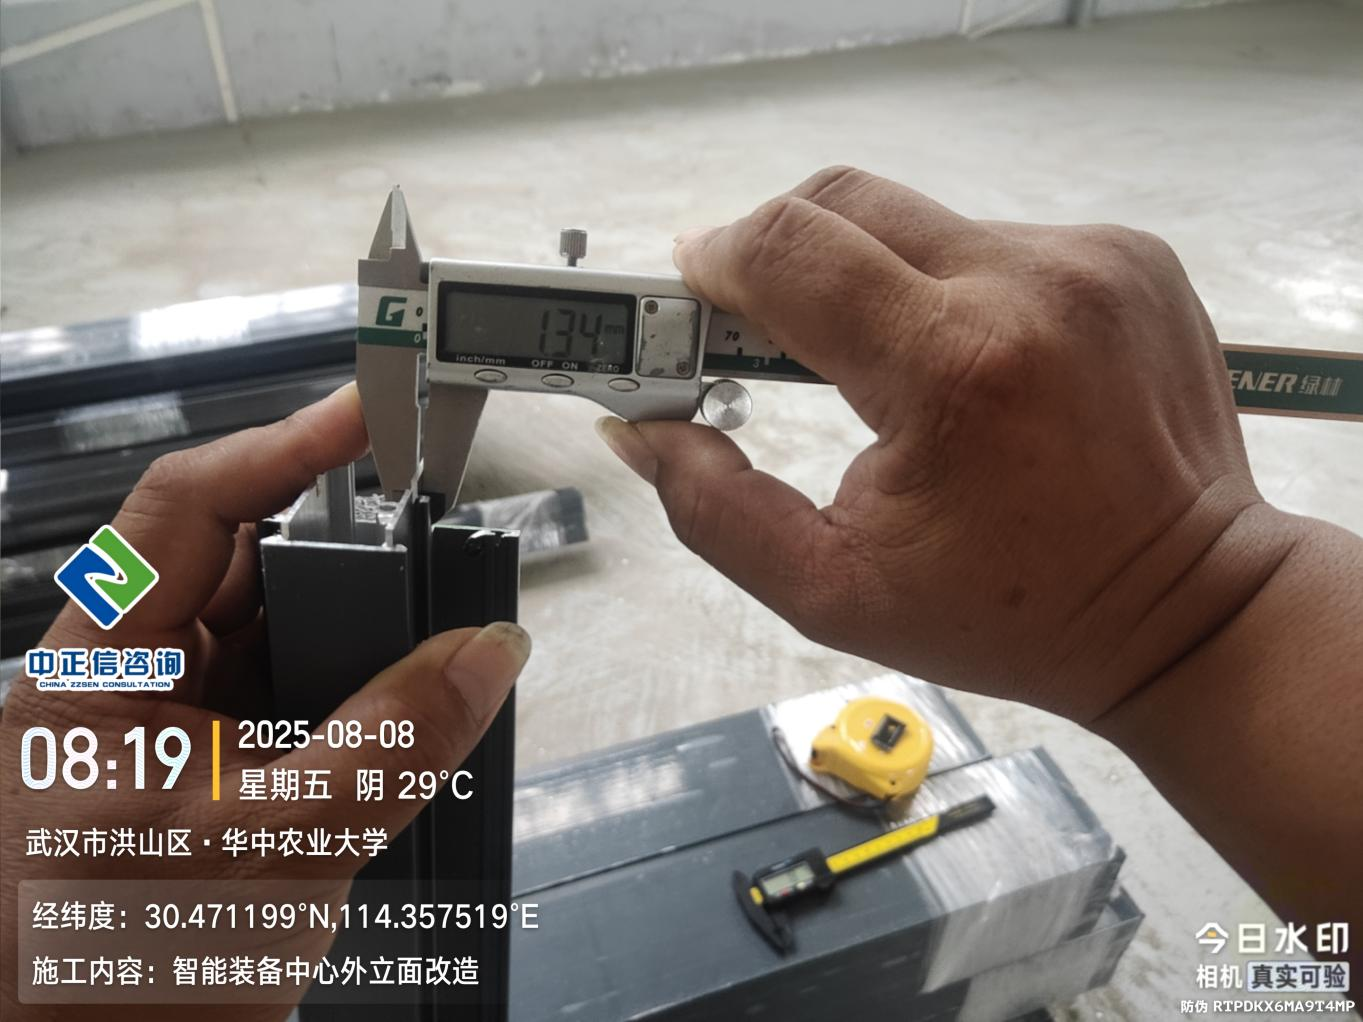 G
0
0
1.34 mm
inch/mm OFF ON ZERO
70
3
ENER 绿林
中正信咨询
CHINA ZZSEN CONSULTATION
08:19
2025-08-08
星期五 阴 29°C
武汉市洪山区·华中农业大学
经纬度：30.471199°N,114.357519°E
施工内容：智能装备中心外立面改造
今日水印
相机 真实可验
防伪 RTPDKX6MA9T4MP